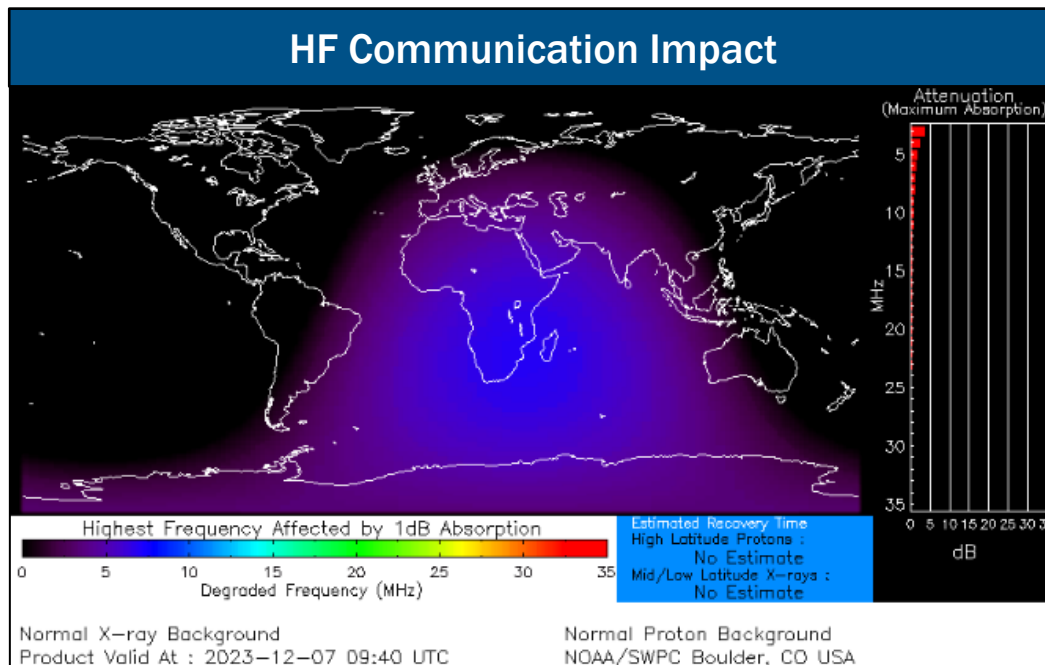 HF Communication Impact
Attenuation
(Maximum Absorption)
5
10
15
20
25
30
35
MHz
0 5 10 15 20 25 30 3
dB
Highest Frequency Affected by 1dB Absorption
0 5 10 15 20 25 30 35
Degraded Frequency (MHz)
Estimated Recovery Time
High Latitude Protons :
No Estimate
Mid/Low Latitude X-rays :
No Estimate
Normal X-ray Background
Product Valid At : 2023-12-07 09:40 UTC
Normal Proton Background
NOAA/SWPC Boulder, CO USA